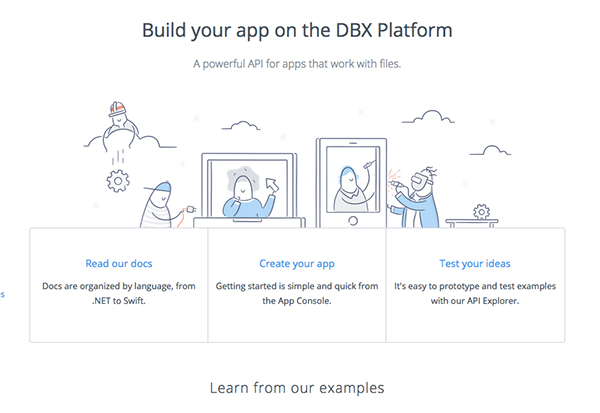 Build your app on the DBX Platform
A powerful API for apps that work with files.
Read our docs
Docs are organized by language, from
.NET to Swift.
Create your app
Getting started is simple and quick from
the App Console.
Test your ideas
It's easy to prototype and test examples
with our API Explorer.
s
Learn from our examples